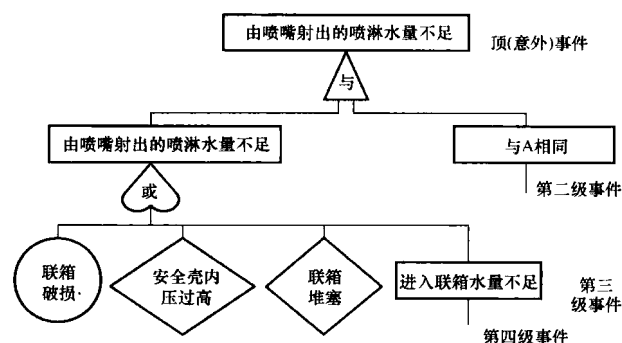 由喷嘴射出的喷淋水量不足
顶(意外)事件
与
由喷嘴射出的喷淋水量不足
与A相同
第二级事件
或
联箱
破损
安全壳内
压过高
联箱
堵塞
进入联箱水量不足
第三
级事件
第四级事件